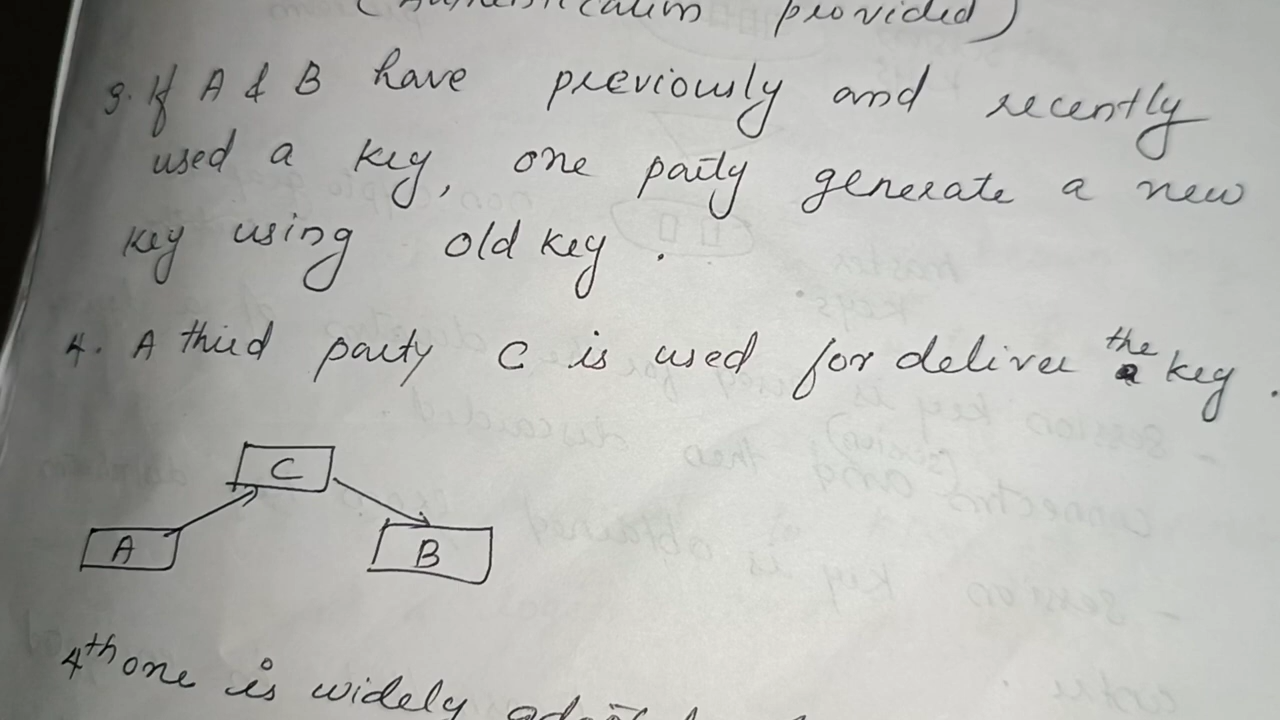 provided)
3. If A & B have previously and recently
used a key, one party generate a new
key using old key.
4. A third party C is used for deliver the key.
C
A
B
4th one is widely